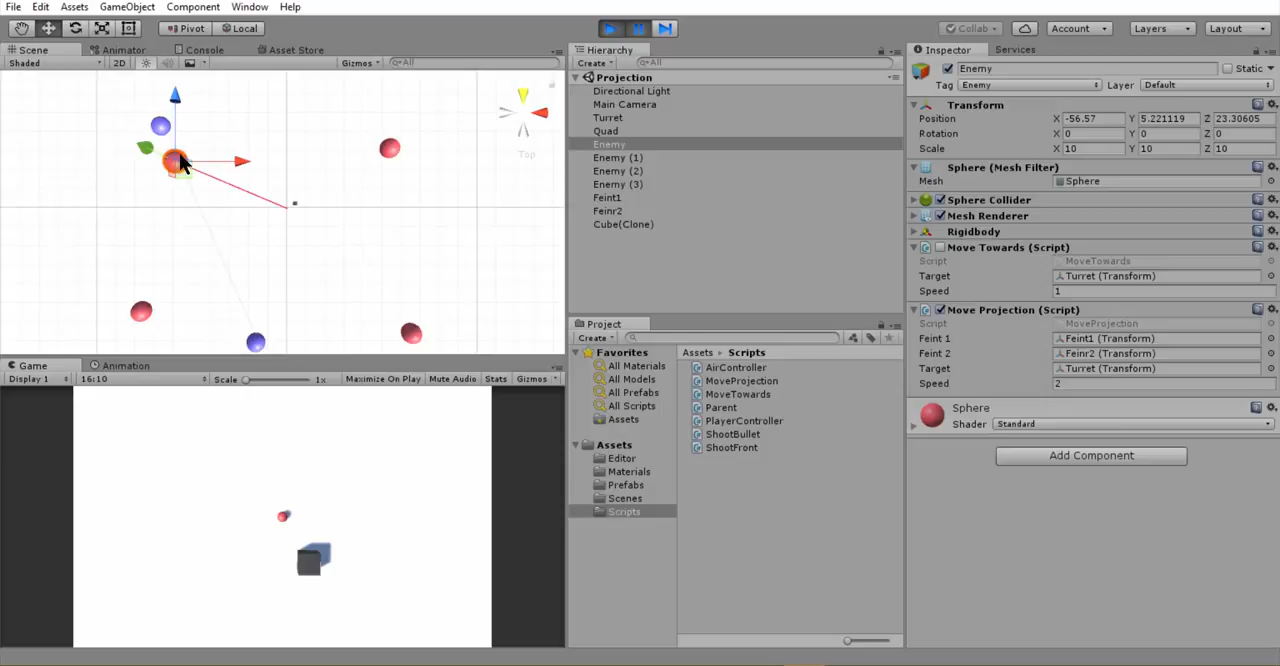 File Edit Assets GameObject Component Window Help
Pivot Local Collab Account Layers Layout
Scene Animator Console Asset Store
Shaded 2D Gizmos All
Top
Game Animation
Display 1 16:10 Scale 1x Maximize On Play Mute Audio Stats Gizmos
Hierarchy
Create All
Projection
Directional Light
Main Camera
Turret
Quad
Enemy
Enemy (1)
Enemy (2)
Enemy (3)
Feint1
Feinr2
Cube(Clone)
Project
Create
Favorites
All Materials
All Models
All Prefabs
All Scripts
Assets
Assets
Editor
Materials
Prefabs
Scenes
Scripts
Assets Scripts
AirController
MoveProjection
MoveTowards
Parent
PlayerController
ShootBullet
ShootFront
Inspector Services
Enemy Static
Tag Enemy Layer Default
Transform
Position X -56.57 Y 5.221119 Z 23.30605
Rotation X 0 Y 0 Z 0
Scale X 10 Y 10 Z 10
Sphere (Mesh Filter)
Mesh Sphere
Sphere Collider
Mesh Renderer
Rigidbody
Move Towards (Script)
Script MoveTowards
Target Turret (Transform)
Speed 1
Move Projection (Script)
Script MoveProjection
Feint 1 Feint1 (Transform)
Feint 2 Feinr2 (Transform)
Target Turret (Transform)
Speed 2
Sphere
Shader Standard
Add Component